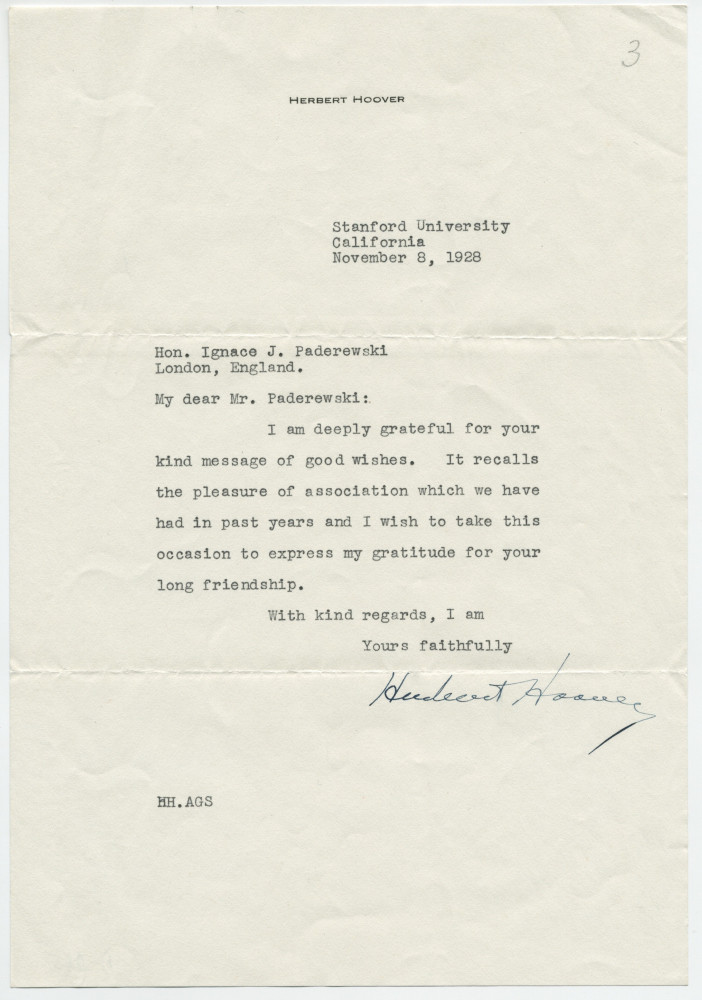 3
HERBERT HOOVER
Stanford University
California
November 8, 1928
Hon. Ignace J. Paderewski
London, England.
My dear Mr. Paderewski:
I am deeply grateful for your
kind message of good wishes. It recalls
the pleasure of association which we have
had in past years and I wish to take this
occasion to express my gratitude for your
long friendship.
With kind regards, I am
Yours faithfully
Herbert Hoover
HH.AGS